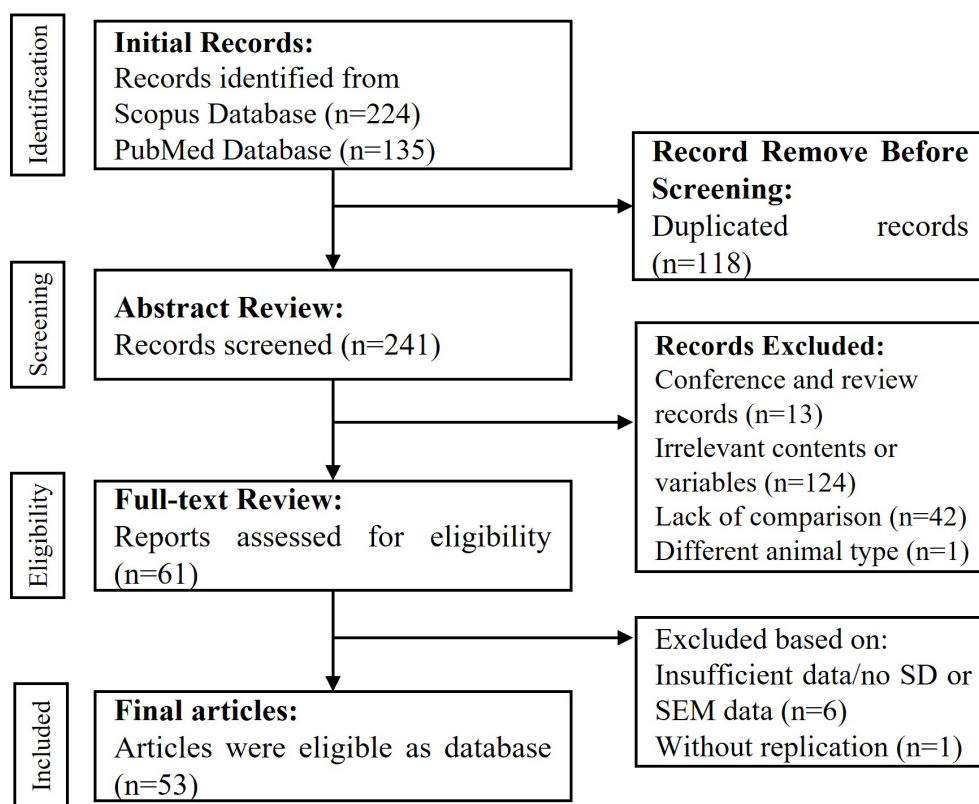 Identification
Initial Records:
Records identified from
Scopus Database (n=224)
PubMed Database (n=135)
Record Remove Before
Screening:
Duplicated records
(n=118)
Screening
Abstract Review:
Records screened (n=241)
Records Excluded:
Conference and review
records (n=13)
Irrelevant contents or
variables (n=124)
Lack of comparison (n=42)
Different animal type (n=1)
Eligibility
Full-text Review:
Reports assessed for eligibility
(n=61)
Excluded based on:
Insufficient data/no SD or
SEM data (n=6)
Without replication (n=1)
Included
Final articles:
Articles were eligible as database
(n=53)